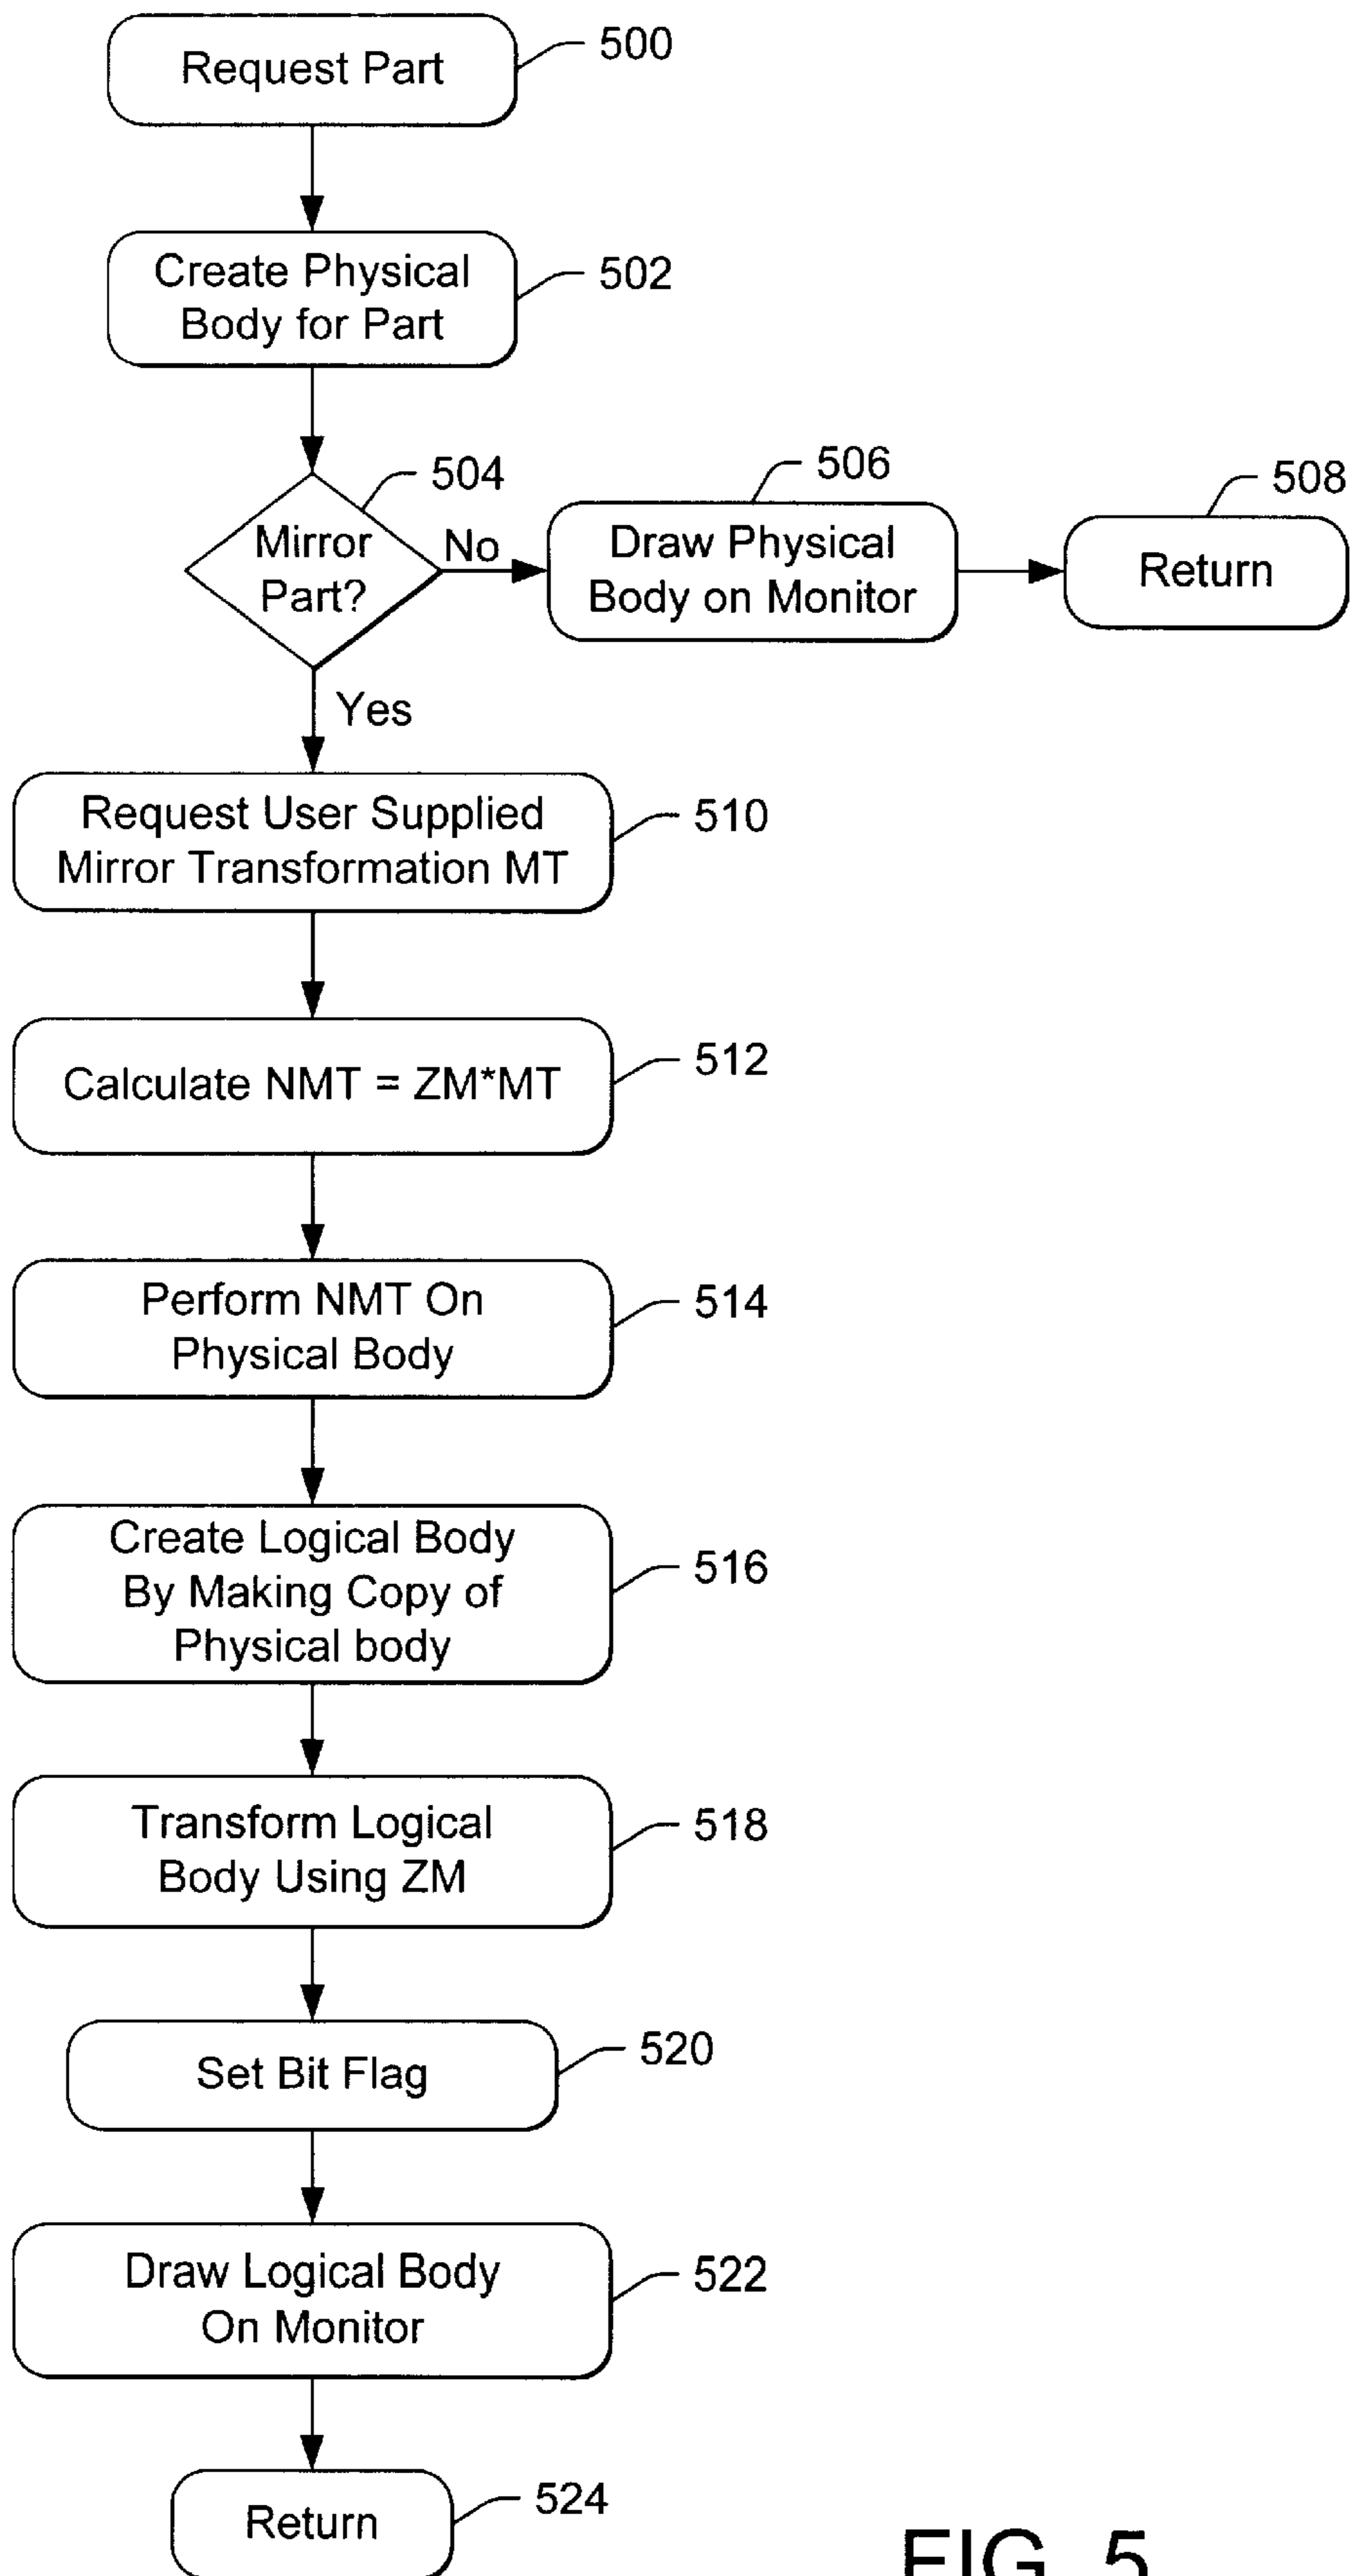 Request Part
500
Create Physical
Body for Part
502
504
Mirror
Part?
No
506
Draw Physical
Body on Monitor
508
Return
Yes
Request User Supplied
Mirror Transformation MT
510
Calculate NMT = ZM*MT
512
Perform NMT On
Physical Body
514
Create Logical Body
By Making Copy of
Physical body
516
Transform Logical
Body Using ZM
518
Set Bit Flag
520
Draw Logical Body
On Monitor
522
Return
524
FIG. 5